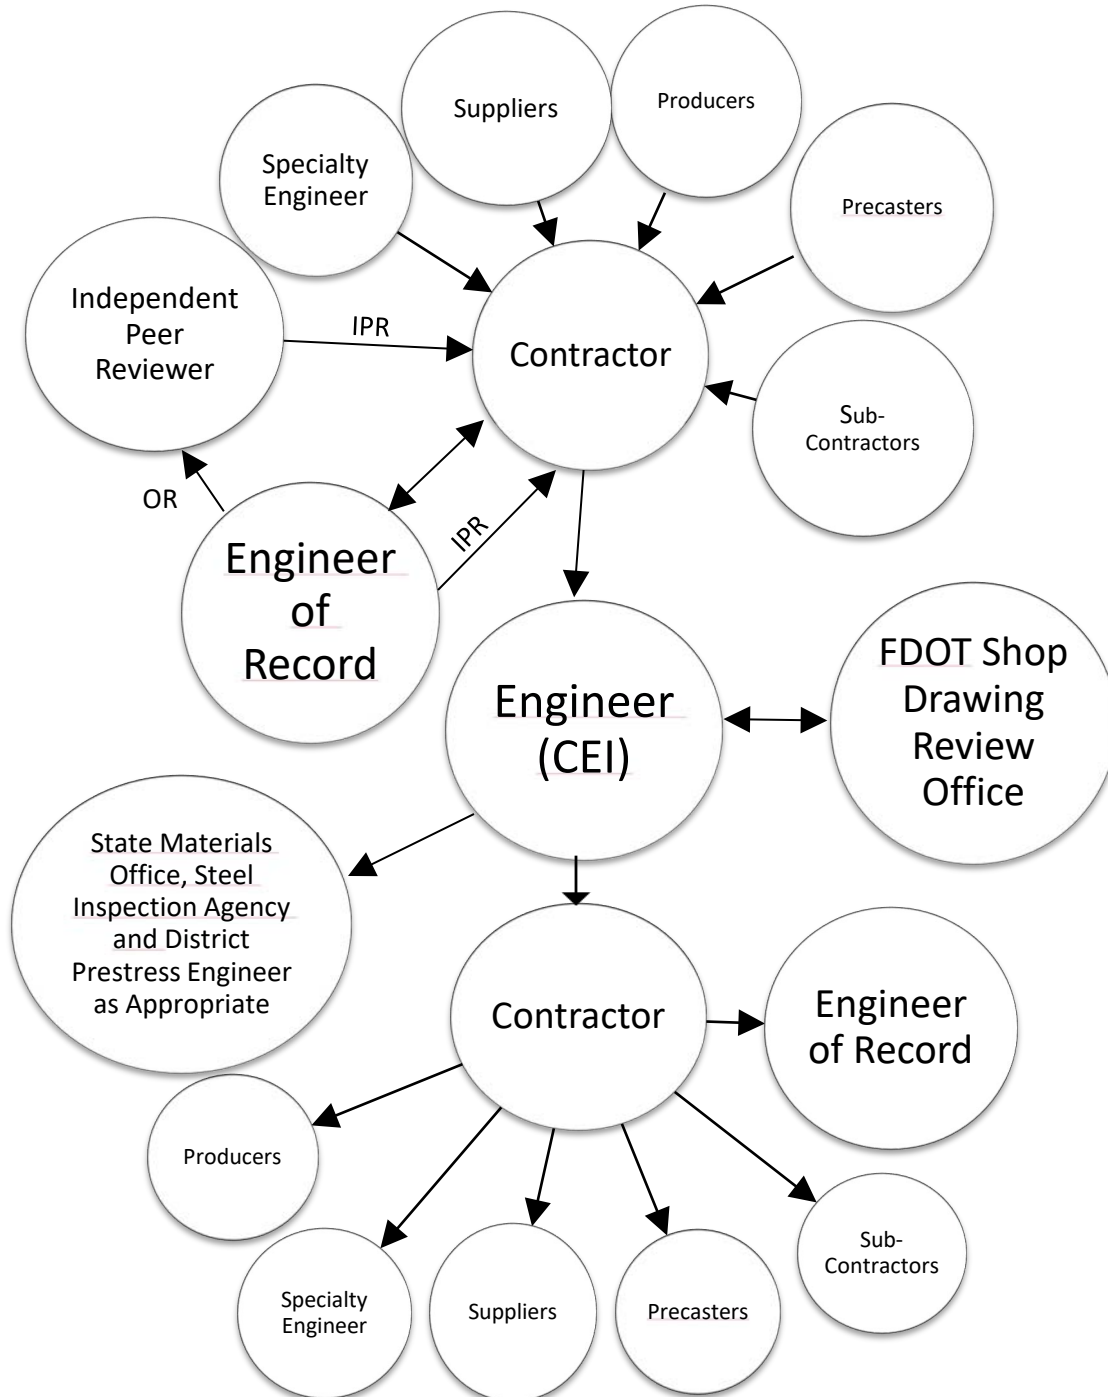 Suppliers
Producers
Specialty
Engineer
Precasters
Independent
Peer
Reviewer
IPR
Contractor
Sub-
Contractors
OR
IPR
Engineer
of
Record
Engineer
(CEI)
FDOT Shop
Drawing
Review
Office
State Materials
Office, Steel
Inspection Agency
and District
Prestress Engineer
as Appropriate
Contractor
Engineer
of Record
Producers
Sub-
Contractors
Specialty
Engineer
Suppliers
Precasters